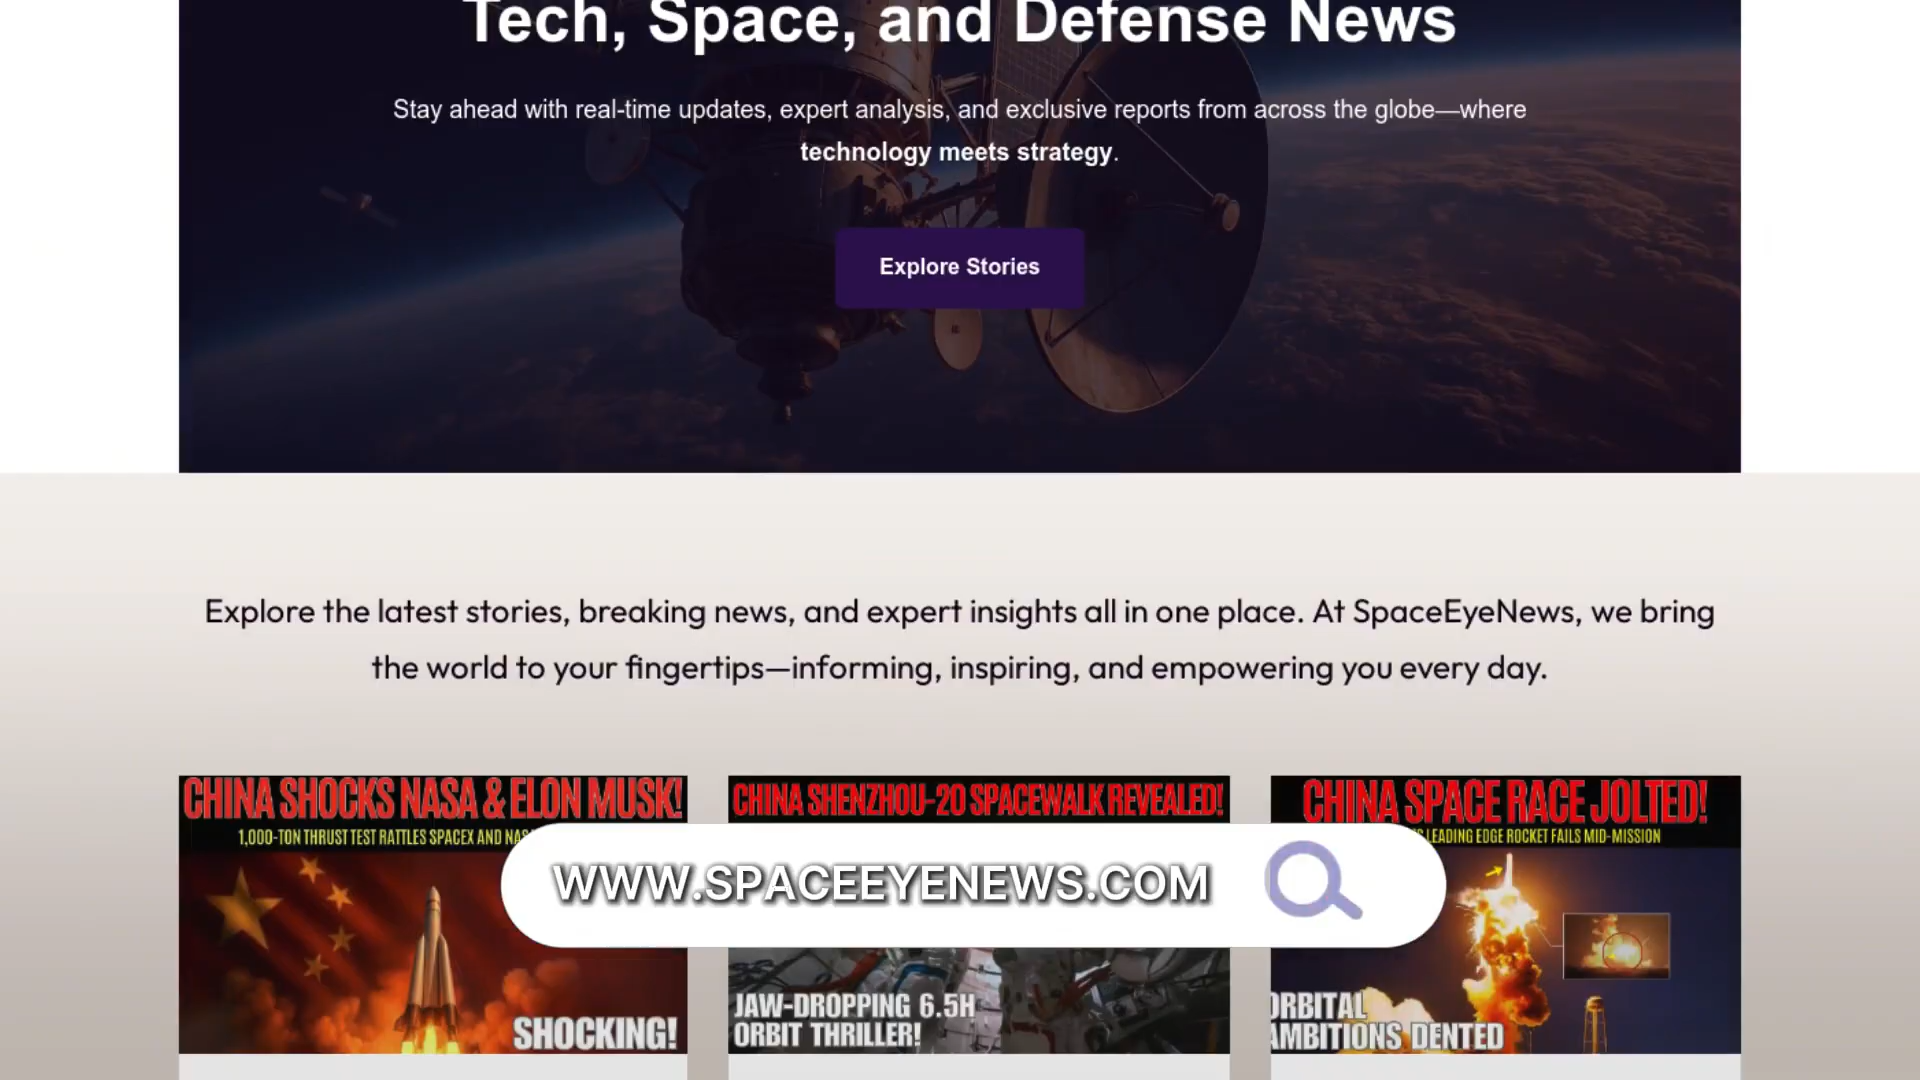 Tech, Space, and Defense News
Stay ahead with real-time updates, expert analysis, and exclusive reports from across the globe—where
technology meets strategy.
Explore Stories
Explore the latest stories, breaking news, and expert insights all in one place. At SpaceEyeNews, we bring
the world to your fingertips—informing, inspiring, and empowering you every day.
CHINA SHOCKS NASA & ELON MUSK!
1,000-TON THRUST TEST RATTLES SPACEX AND
SHOCKING!
CHINA SHENZHOU-20 SPACEWALK REVEALED!
JAW-DROPPING 6.5H
ORBIT THRILLER!
CHINA SPACE RACE JOLTED!
LEADING EDGE ROCKET FAILS MID-MISSION
ORBITAL
AMBITIONS DENTED
WWW.SPACEEYENEWS.COM